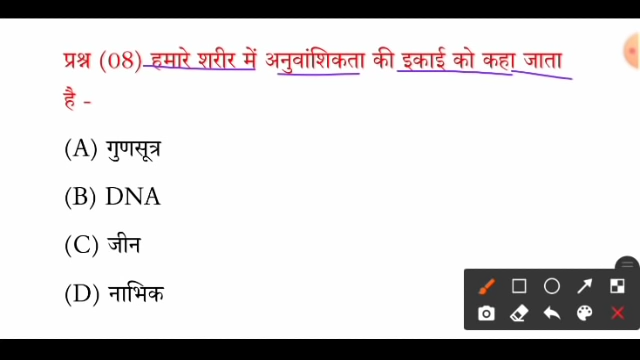 प्रश्न (08) हमारे शरीर में अनुवांशिकता की इकाई को कहा जाता
है -
(A) गुणसूत्र
(B) DNA
(C) जीन
(D) नाभिक